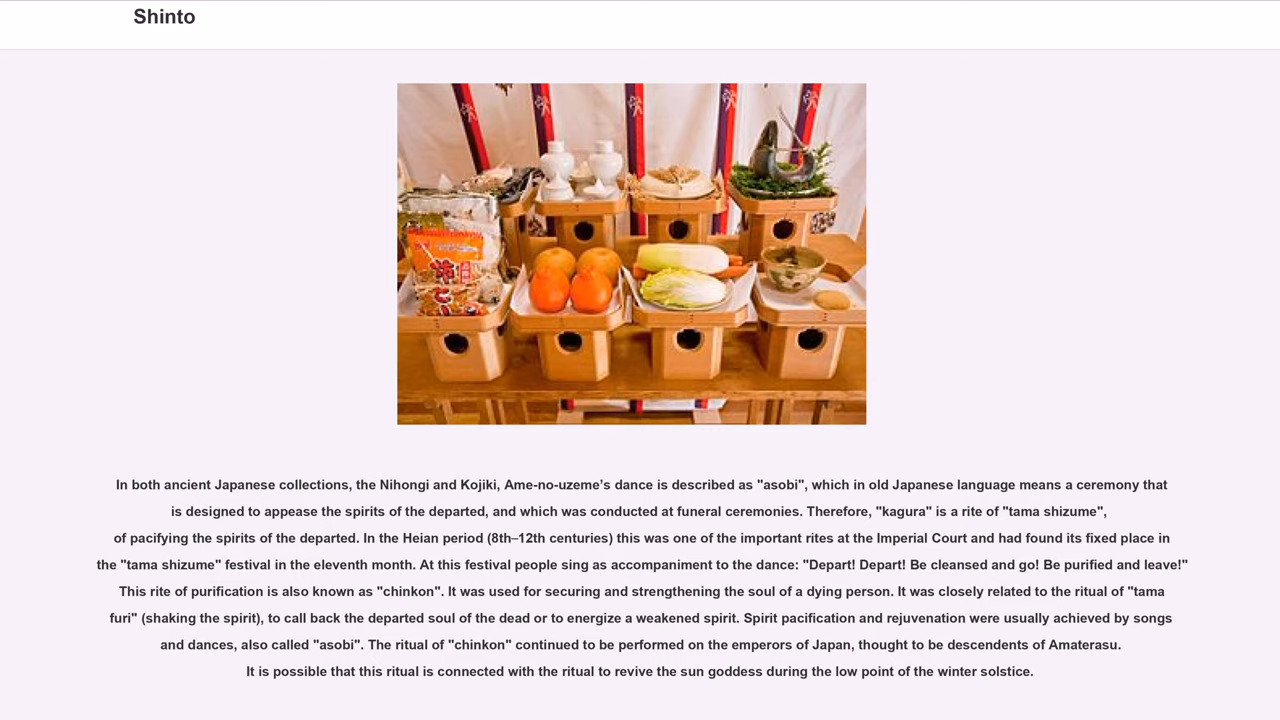 Shinto
In both ancient Japanese collections, the Nihongi and Kojiki, Ame-no-uzeme’s dance is described as "asobi", which in old Japanese language means a ceremony that
is designed to appease the spirits of the departed, and which was conducted at funeral ceremonies. Therefore, "kagura" is a rite of "tama shizume",
of pacifying the spirits of the departed. In the Heian period (8th–12th centuries) this was one of the important rites at the Imperial Court and had found its fixed place in
the "tama shizume" festival in the eleventh month. At this festival people sing as accompaniment to the dance: "Depart! Depart! Be cleansed and go! Be purified and leave!"
This rite of purification is also known as "chinkon". It was used for securing and strengthening the soul of a dying person. It was closely related to the ritual of "tama
furi" (shaking the spirit), to call back the departed soul of the dead or to energize a weakened spirit. Spirit pacification and rejuvenation were usually achieved by songs
and dances, also called "asobi". The ritual of "chinkon" continued to be performed on the emperors of Japan, thought to be descendents of Amaterasu.
It is possible that this ritual is connected with the ritual to revive the sun goddess during the low point of the winter solstice.